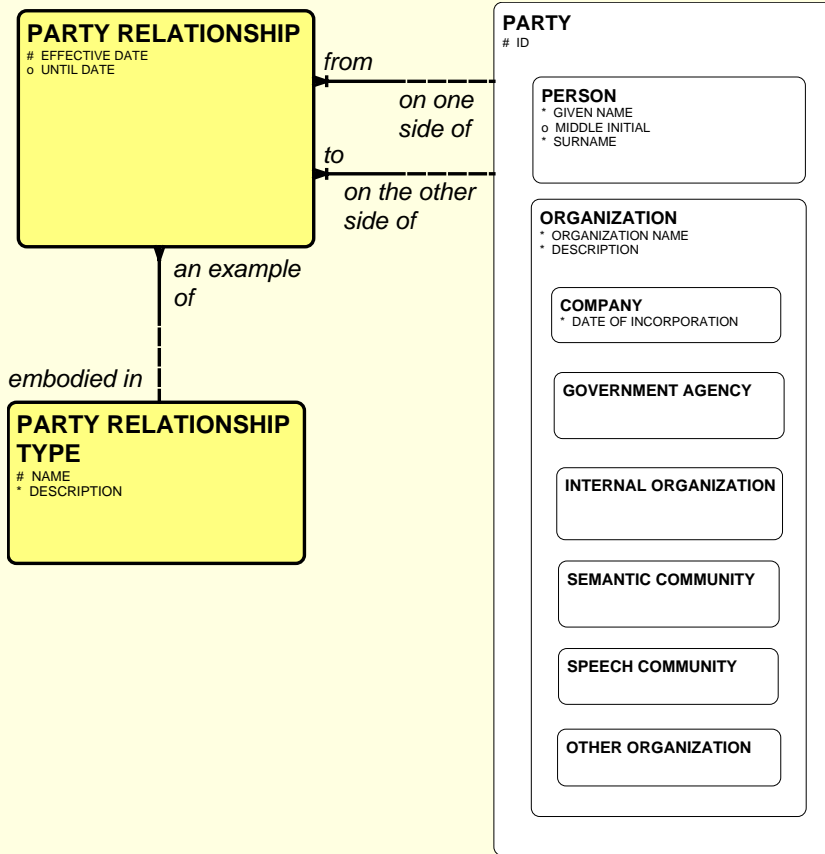 PARTY RELATIONSHIP
# EFFECTIVE DATE
o UNTIL DATE
from
on one
side of
to
on the other
side of
an example
of
embodied in
PARTY RELATIONSHIP
TYPE
# NAME
* DESCRIPTION
PARTY
# ID
PERSON
* GIVEN NAME
o MIDDLE INITIAL
* SURNAME
ORGANIZATION
* ORGANIZATION NAME
* DESCRIPTION
COMPANY
* DATE OF INCORPORATION
GOVERNMENT AGENCY
INTERNAL ORGANIZATION
SEMANTIC COMMUNITY
SPEECH COMMUNITY
OTHER ORGANIZATION